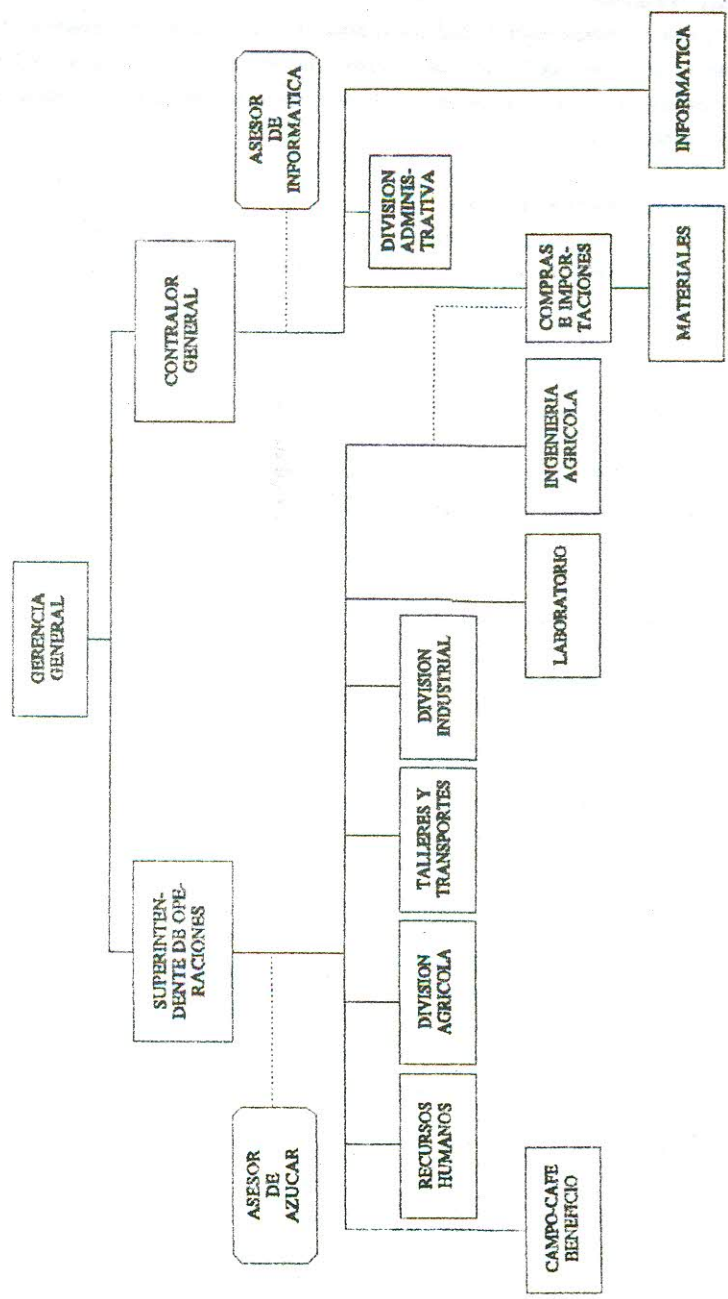 GERENCIA
GENERAL
SUPERINTEN-
DENTE DE OPE-
RACIONES
CONTRALOR
GENERAL
ASESOR
DE
AZUCAR
ASESOR
DE
INFORMATICA
RECURSOS
HUMANOS
DIVISION
AGRICOLA
TALLERES Y
TRANSPORTES
DIVISION
INDUSTRIAL
DIVISION
ADMINIS-
TRATIVA
CAMPO-CAFE
BENEFICIO
LABORATORIO
INGENIERIA
AGRICOLA
COMPRAS
E IMPOR-
TACIONES
MATERIALES
INFORMATICA